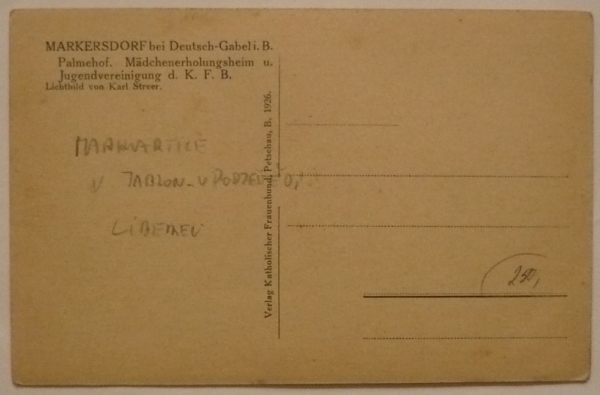 MARKERSDORF bei Deutsch-Gabel i. B.
Palmehof. Mädchenerholungsheim u.
Jugendvereinigung d. K. F. B.
Lichtbild von Karl Streer.
MARKVARTICE
V JABLON. V PODJEŠTĚDÍ
LIBEREC
Verlag Katholischer Frauenbund, Petschau, B. 1926.
250,